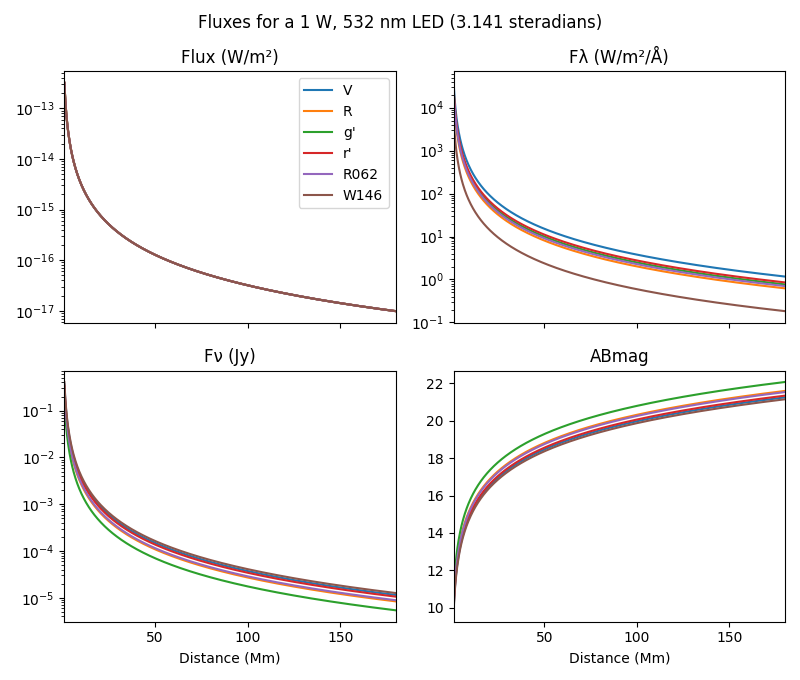 Fluxes for a 1 W, 532 nm LED (3.141 steradians)
Flux (W/m²)
10⁻¹³
10⁻¹⁴
10⁻¹⁵
10⁻¹⁶
10⁻¹⁷
V
R
g'
r'
R062
W146
Fλ (W/m²/Å)
10⁴
10³
10²
10¹
10⁰
10⁻¹
Fν (Jy)
10⁻¹
10⁻²
10⁻³
10⁻⁴
10⁻⁵
50 100 150
Distance (Mm)
ABmag
22
20
18
16
14
12
10
50 100 150
Distance (Mm)